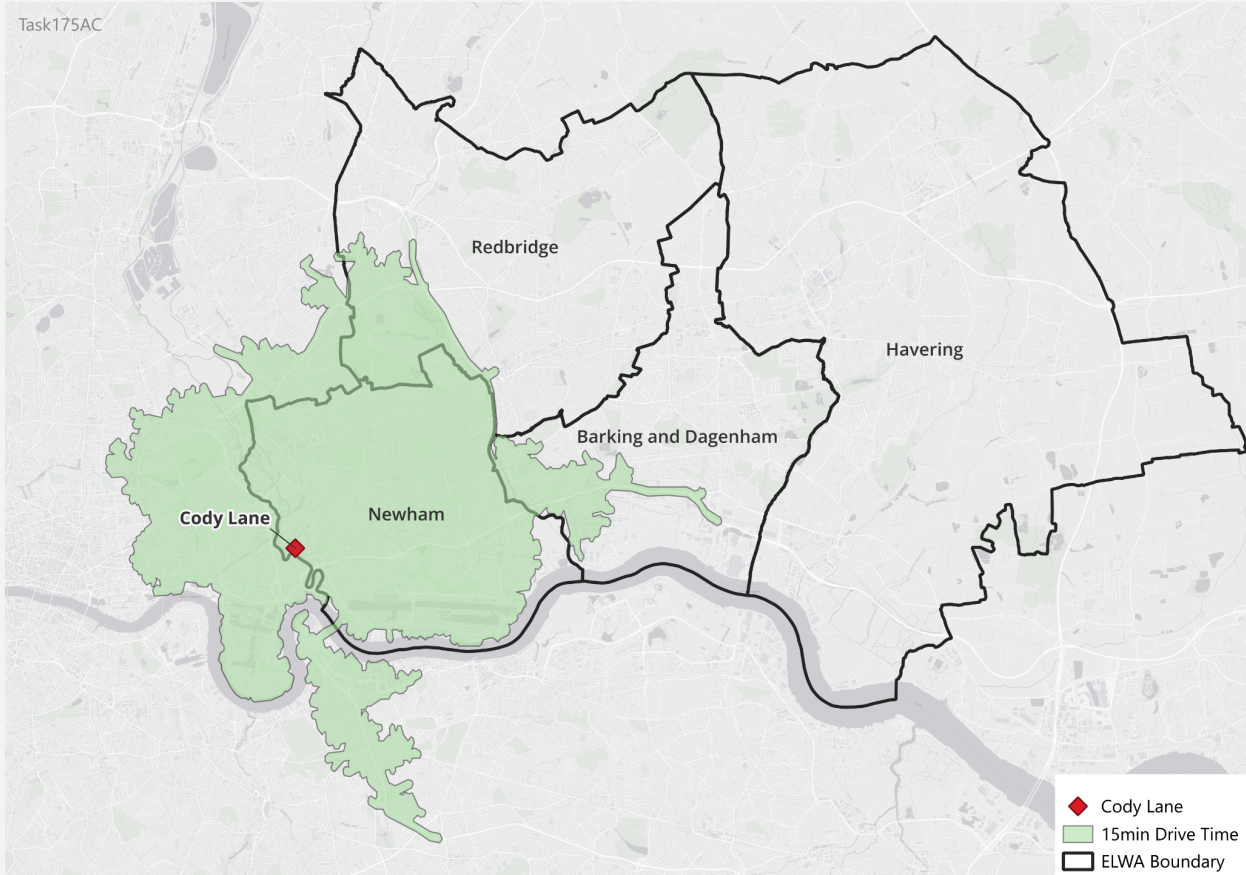 Task175AC
Redbridge
Havering
Barking and Dagenham
Cody Lane
Newham
Cody Lane
15min Drive Time
ELWA Boundary